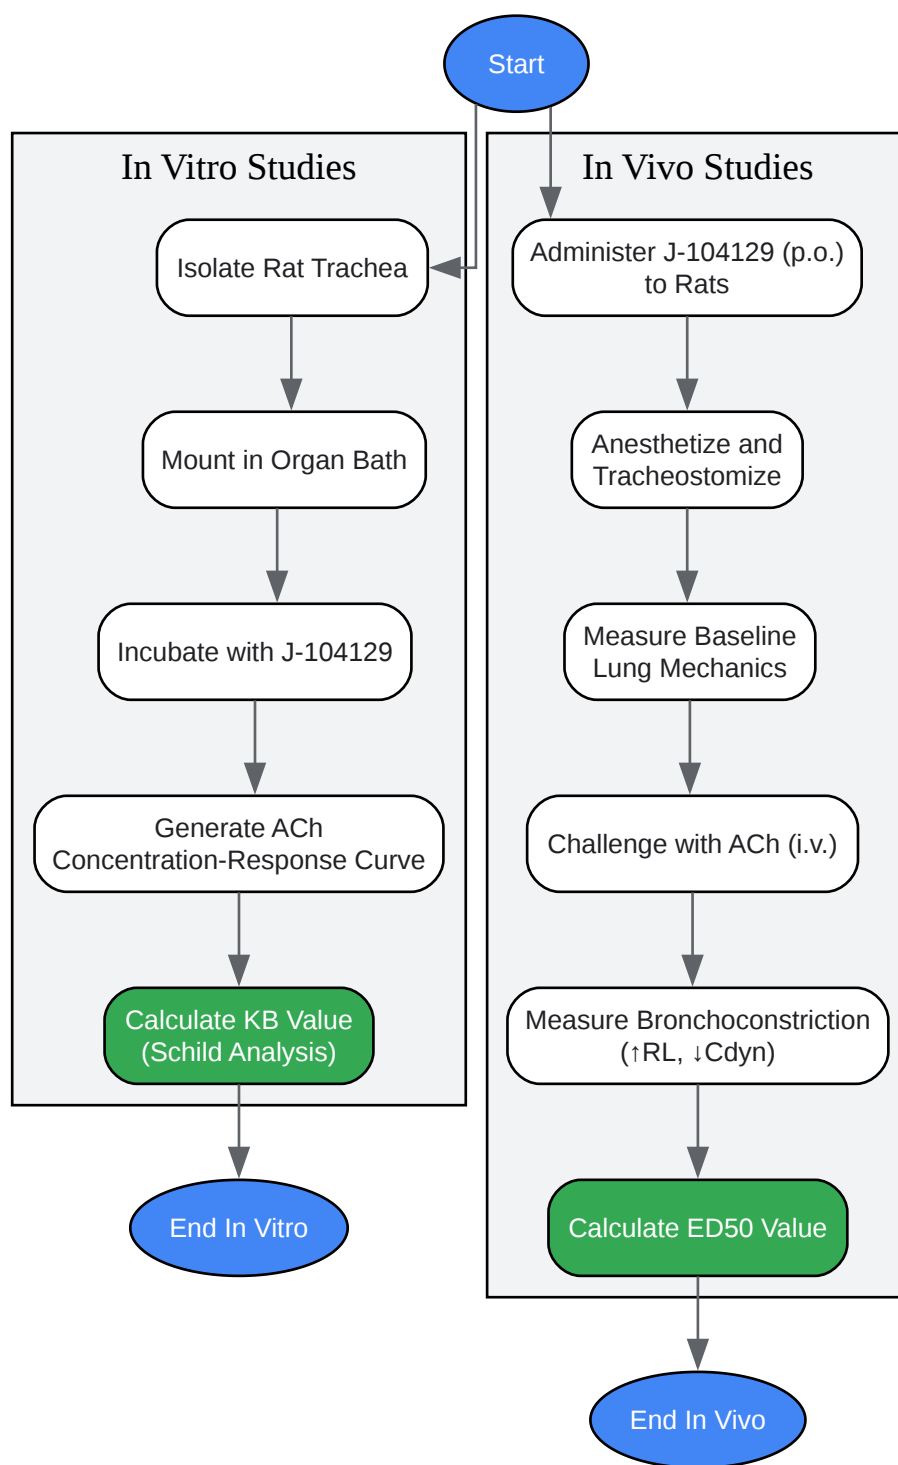 Start
In Vitro Studies
Isolate Rat Trachea
Mount in Organ Bath
Incubate with J-104129
Generate ACh
Concentration-Response Curve
Calculate KB Value
(Schild Analysis)
End In Vitro
In Vivo Studies
Administer J-104129 (p.o.)
to Rats
Anesthetize and
Tracheostomize
Measure Baseline
Lung Mechanics
Challenge with ACh (i.v.)
Measure Bronchoconstriction
(↑RL, ↓Cdyn)
Calculate ED50 Value
End In Vivo